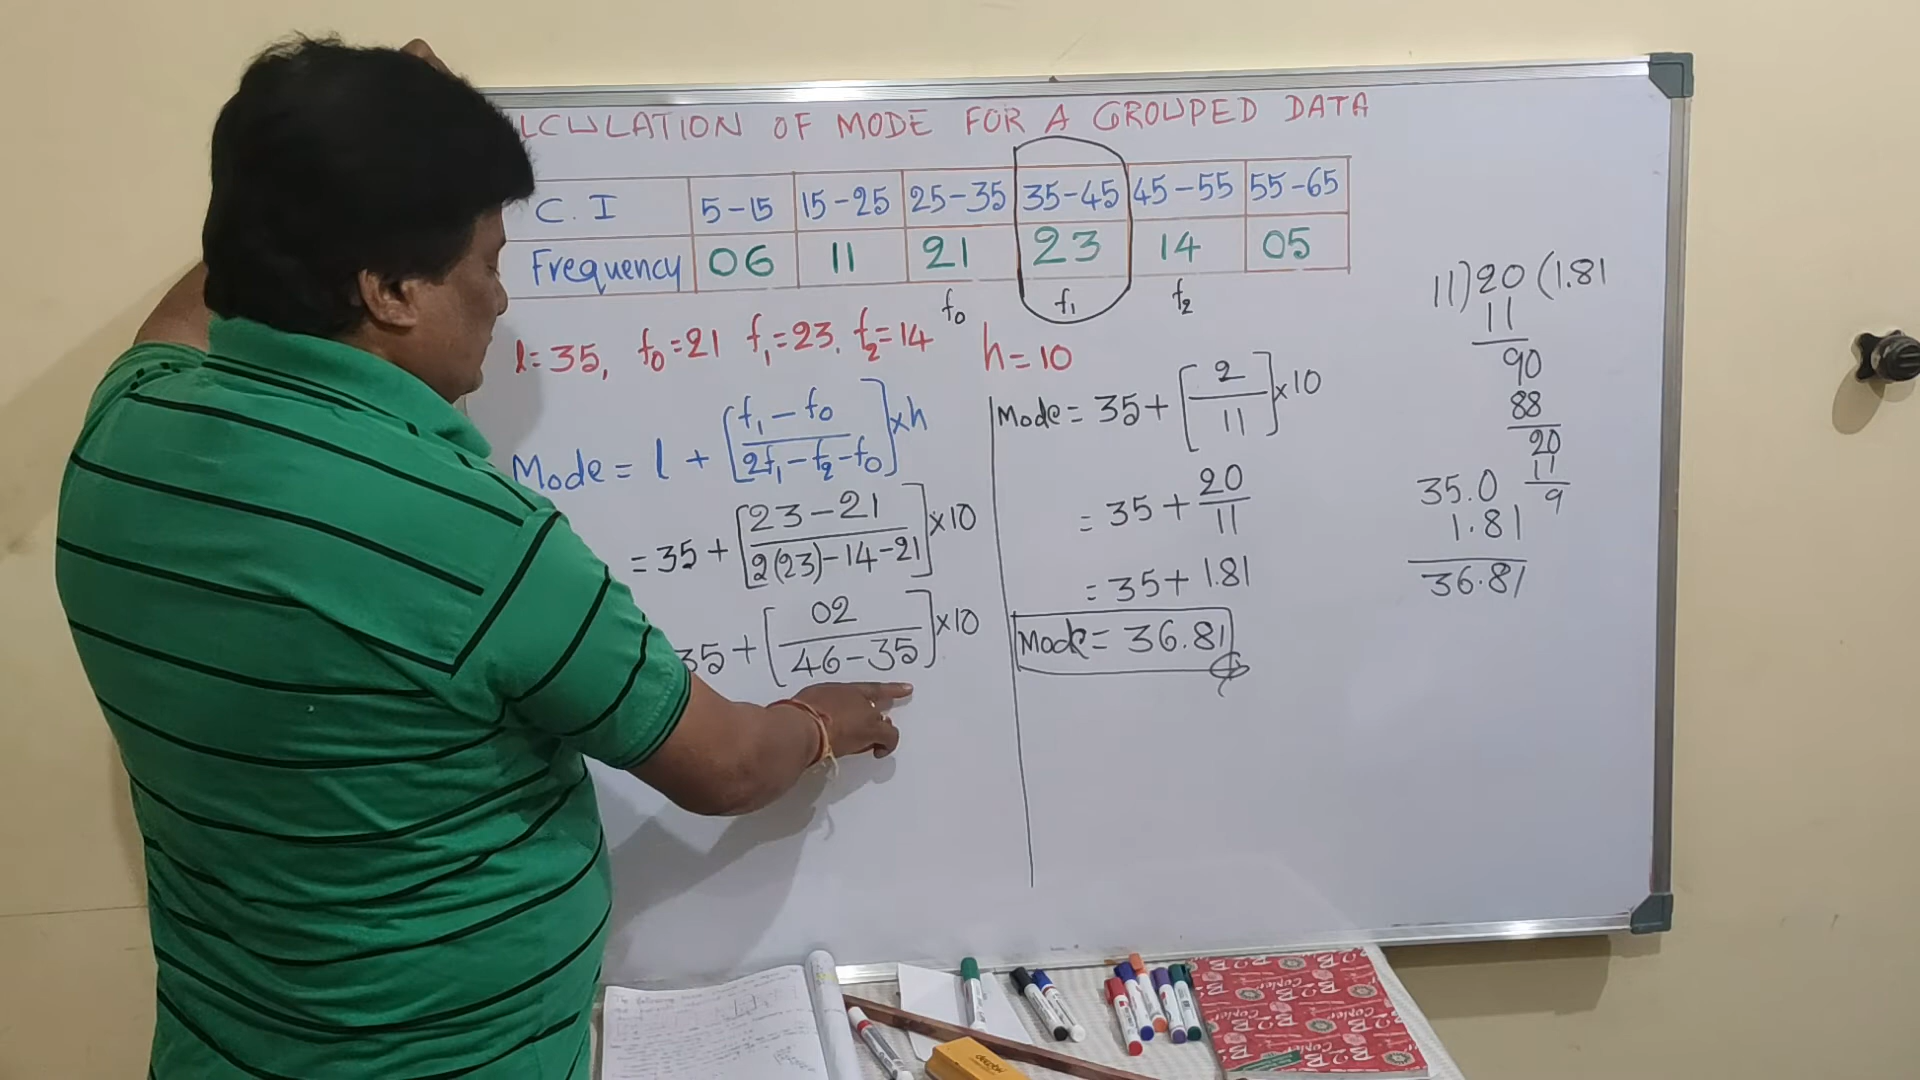 LCULATION OF MODE FOR A GROUPED DATA
C.I 5-15 15-25 25-35 35-45 45-55 55-65
Frequency 06 11 21 23 14 05
f₀ f₁ f₂
l=35, f₀=21 f₁=23. f₂=14 h=10
Mode = l + [f₁-f₀ / 2f₁-f₂-f₀]×h
=35+[23-21 / 2(23)-14-21]×10
35+[02 / 46-35]×10
Mode= 35+[2 / 11]×10
= 35+20/11
= 35+1.81
Mode= 36.81
11)20(1.81
11
90
88
20
11
9
35.0
1.81
36.81